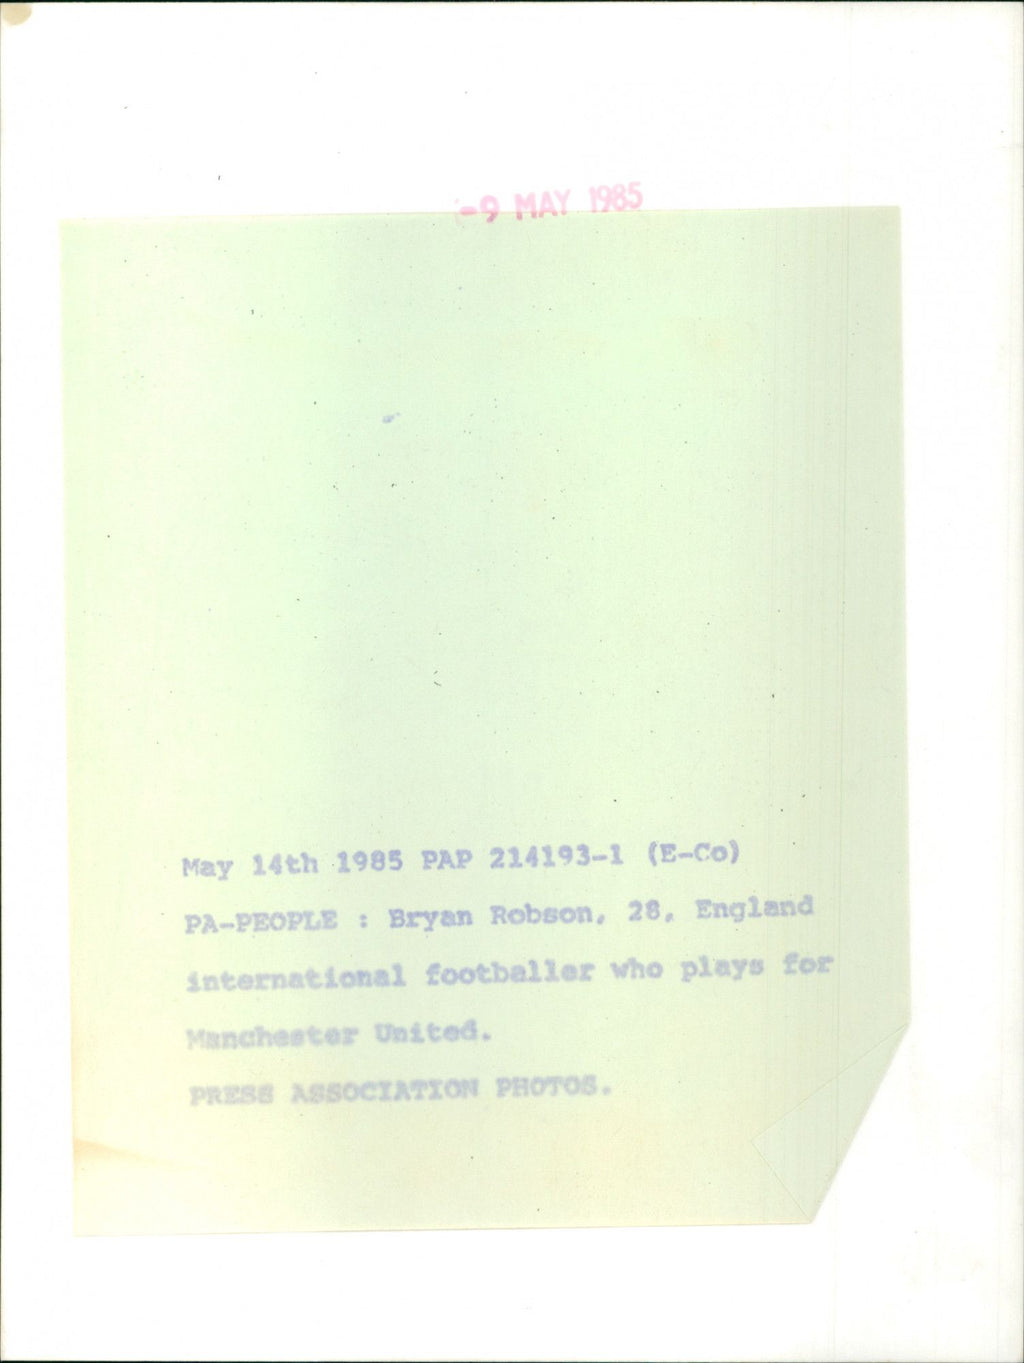 -9 MAY 1985
May 14th 1985 PAP 214193-1 (E-Co)
PA-PEOPLE : Bryan Robson, 28, England
international footballer who plays for
Manchester United.
PRESS ASSOCIATION PHOTOS.